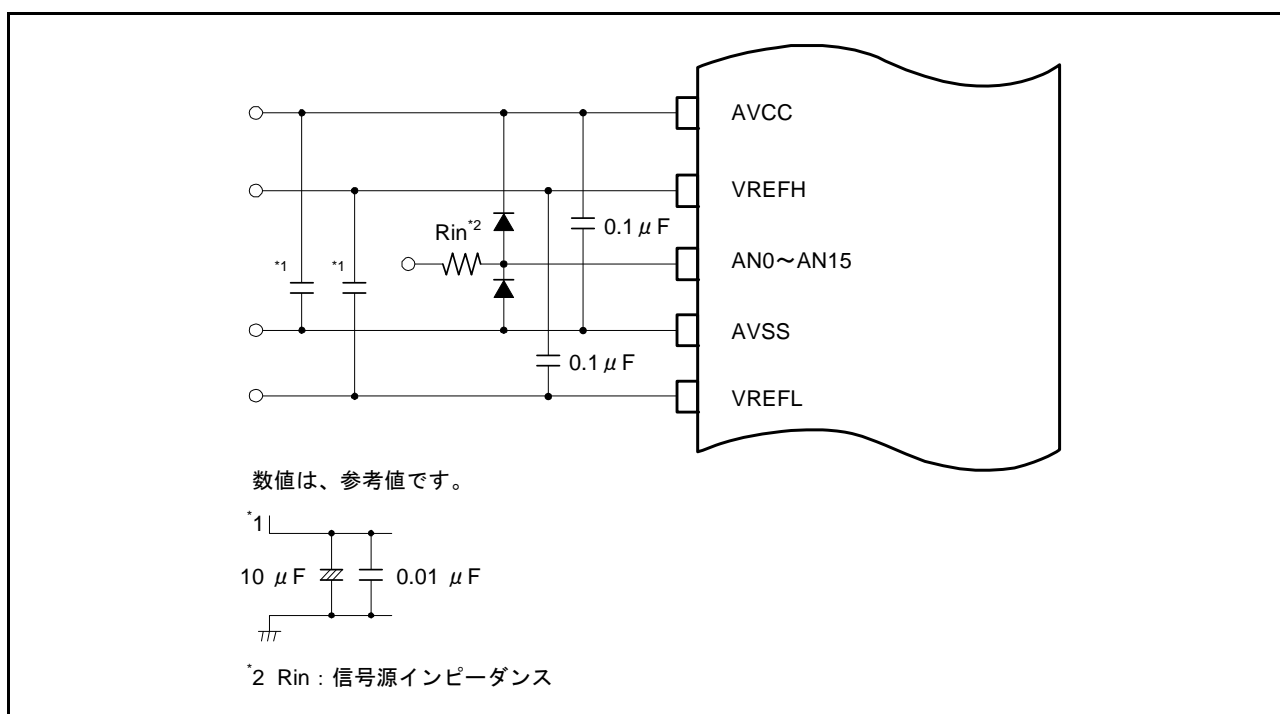 AVCC
VREFH
Rin*2
0.1 μF
AN0～AN15
*1
*1
AVSS
0.1 μF
VREFL
数値は、参考値です。
*1
10 μF
0.01 μF
*2 Rin：信号源インピーダンス